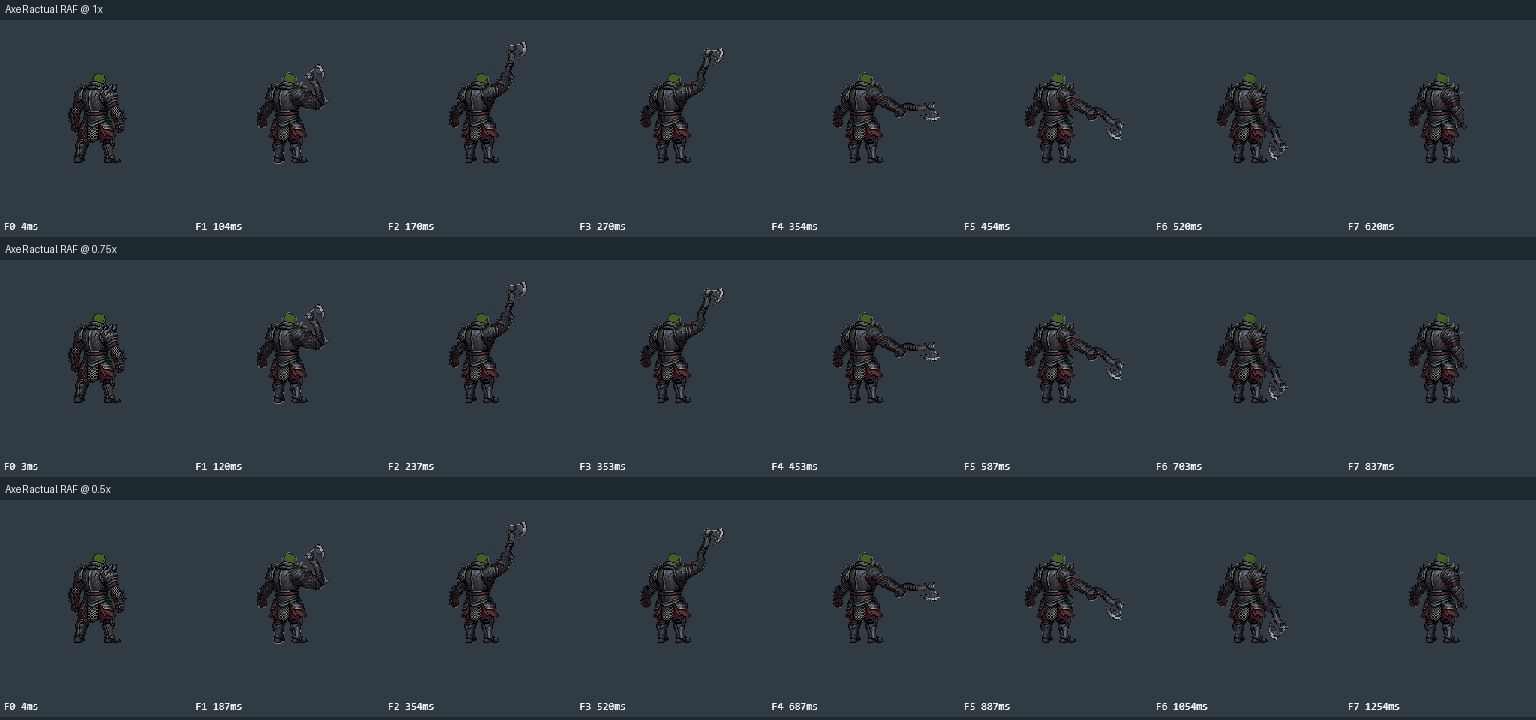 AxeRactual RAF @ 1x
F0 4ms F1 104ms F2 170ms F3 270ms F4 354ms F5 454ms F6 520ms F7 620ms
AxeRactual RAF @ 0.75x
F0 3ms F1 120ms F2 237ms F3 353ms F4 453ms F5 587ms F6 703ms F7 837ms
AxeRactual RAF @ 0.5x
F0 4ms F1 187ms F2 354ms F3 520ms F4 687ms F5 887ms F6 1054ms F7 1254ms